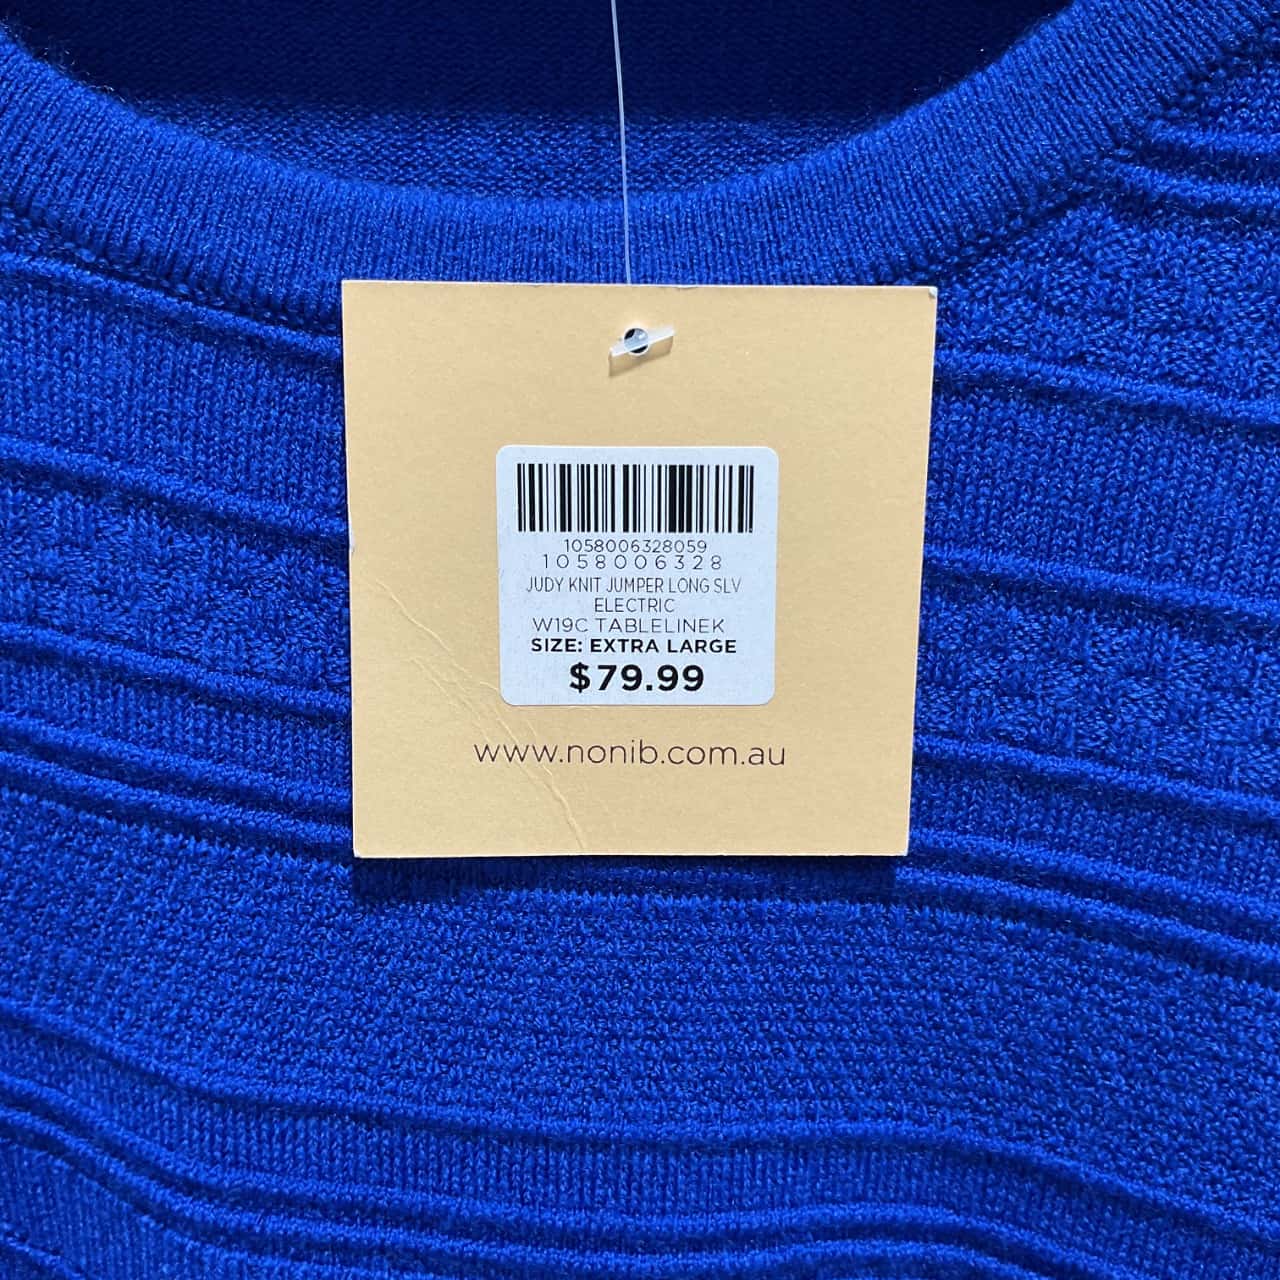 1058006328059
1058006328
JUDY KNIT JUMPER LONG SLV
ELECTRIC
W19C TABLELINEK
SIZE: EXTRA LARGE
$79.99
www.nonib.com.au